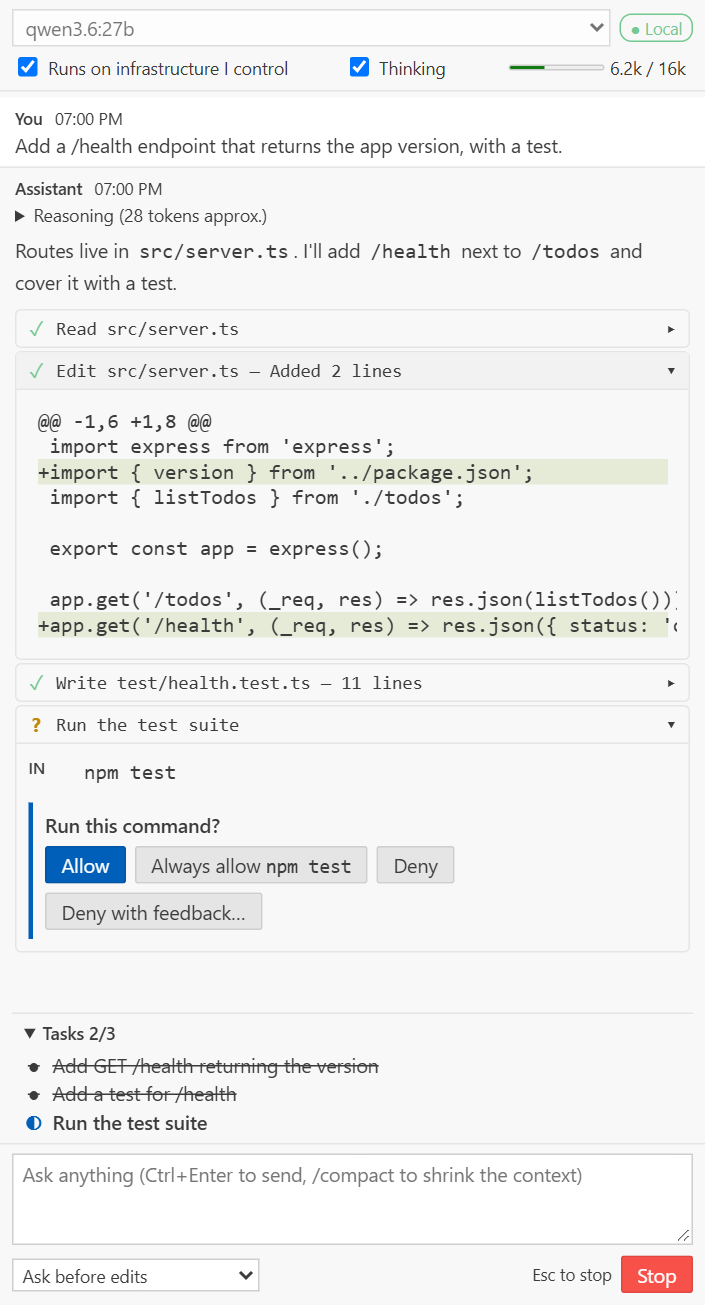 qwen3.6:27b
Local
Runs on infrastructure I control
Thinking
6.2k / 16k
You 07:00 PM
Add a /health endpoint that returns the app version, with a test.
Assistant 07:00 PM
Reasoning (28 tokens approx.)
Routes live in src/server.ts. I'll add /health next to /todos and
cover it with a test.
✓ Read src/server.ts
✓ Edit src/server.ts — Added 2 lines
@@ -1,6 +1,8 @@
import express from 'express';
+import { version } from '../package.json';
import { listTodos } from './todos';
export const app = express();
app.get('/todos', (_req, res) => res.json(listTodos())
+app.get('/health', (_req, res) => res.json({ status: '
✓ Write test/health.test.ts — 11 lines
? Run the test suite
IN npm test
Run this command?
Allow
Always allow npm test
Deny
Deny with feedback…
Tasks 2/3
Add GET /health returning the version
Add a test for /health
Run the test suite
Ask anything (Ctrl+Enter to send, /compact to shrink the context)
Ask before edits
Esc to stop
Stop